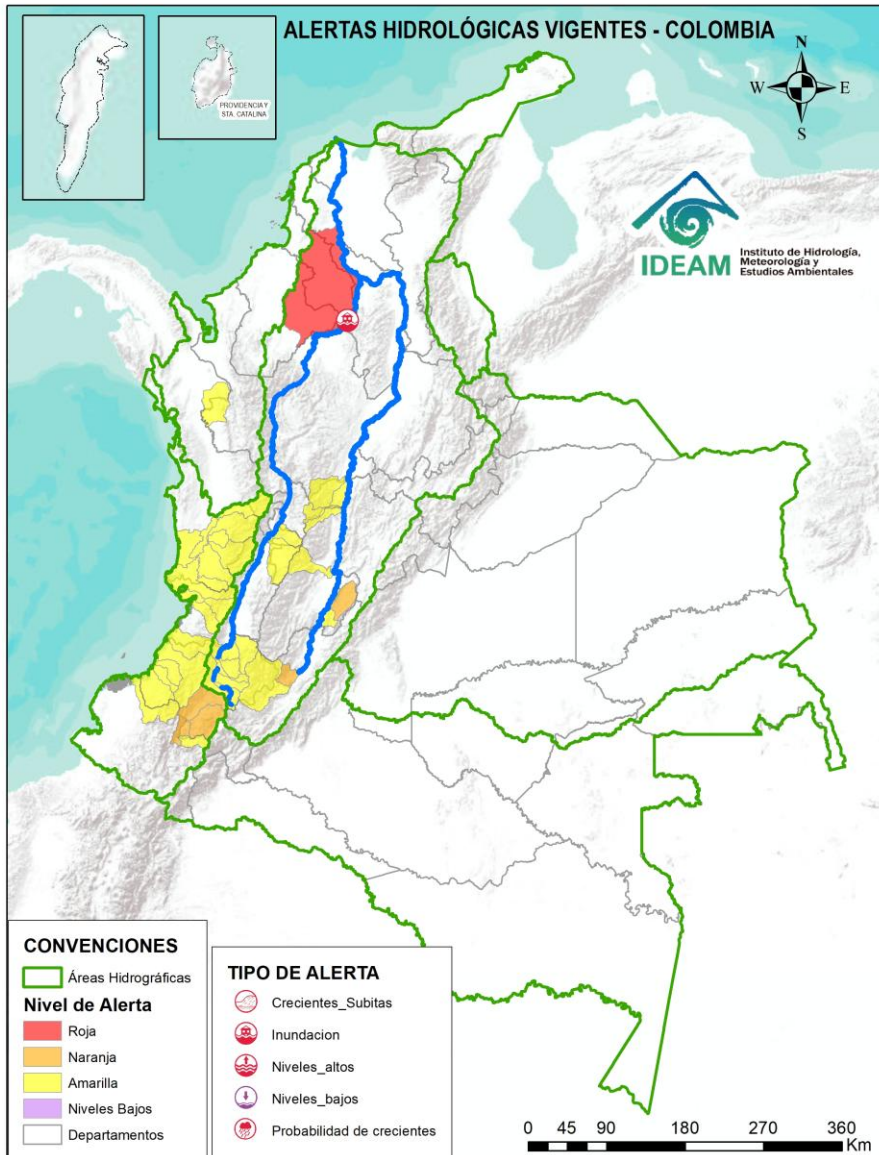 ALERTAS HIDROLÓGICAS VIGENTES - COLOMBIA
PROVIDENCIA Y
STA. CATALINA
N
W
E
S
IDEAM
Instituto de Hidrología,
Meteorología y
Estudios Ambientales
CONVENCIONES
Áreas Hidrográficas
Nivel de Alerta
Roja
Naranja
Amarilla
Niveles Bajos
Departamentos
TIPO DE ALERTA
Crecientes_Subitas
Inundacion
Niveles_altos
Niveles_bajos
Probabilidad de crecientes
0 45 90 180 270 360
Km